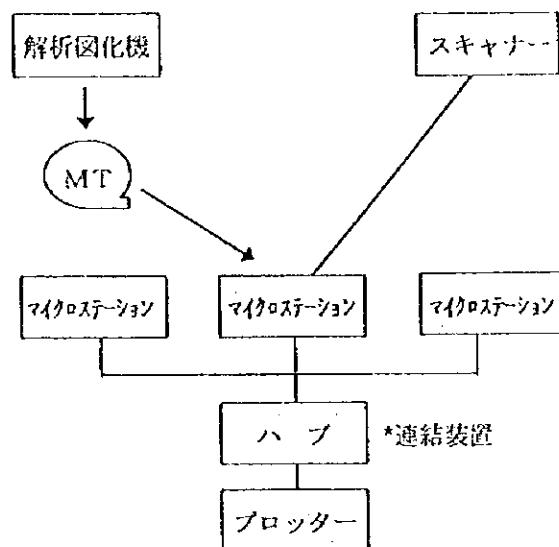 解析図化機
スキャナー
MT
マイクロステーション
マイクロステーション
マイクロステーション
ハブ
*連結装置
プロッター